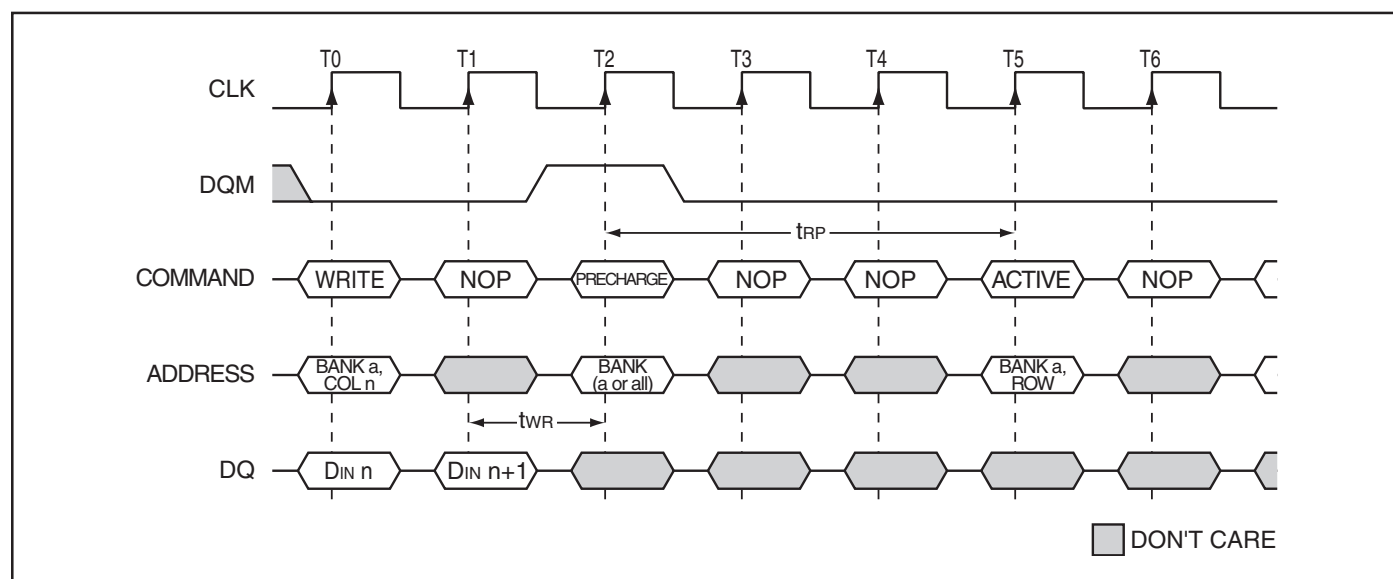 T0 T1 T2 T3 T4 T5 T6
CLK
DQM
tRP
COMMAND WRITE NOP PRECHARGE NOP NOP ACTIVE NOP
ADDRESS BANK a, COL n BANK (a or all) BANK a, ROW
tWR
DQ DIN n DIN n+1
DON'T CARE